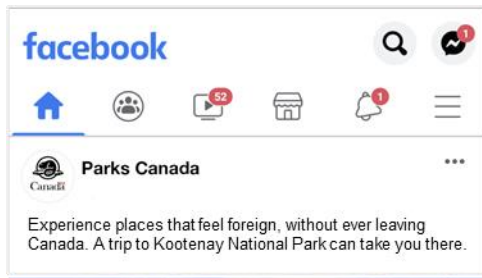 facebook
1
52
1
Parks Canada
Canada
Experience places that feel foreign, without ever leaving
Canada. A trip to Kootenay National Park can take you there.